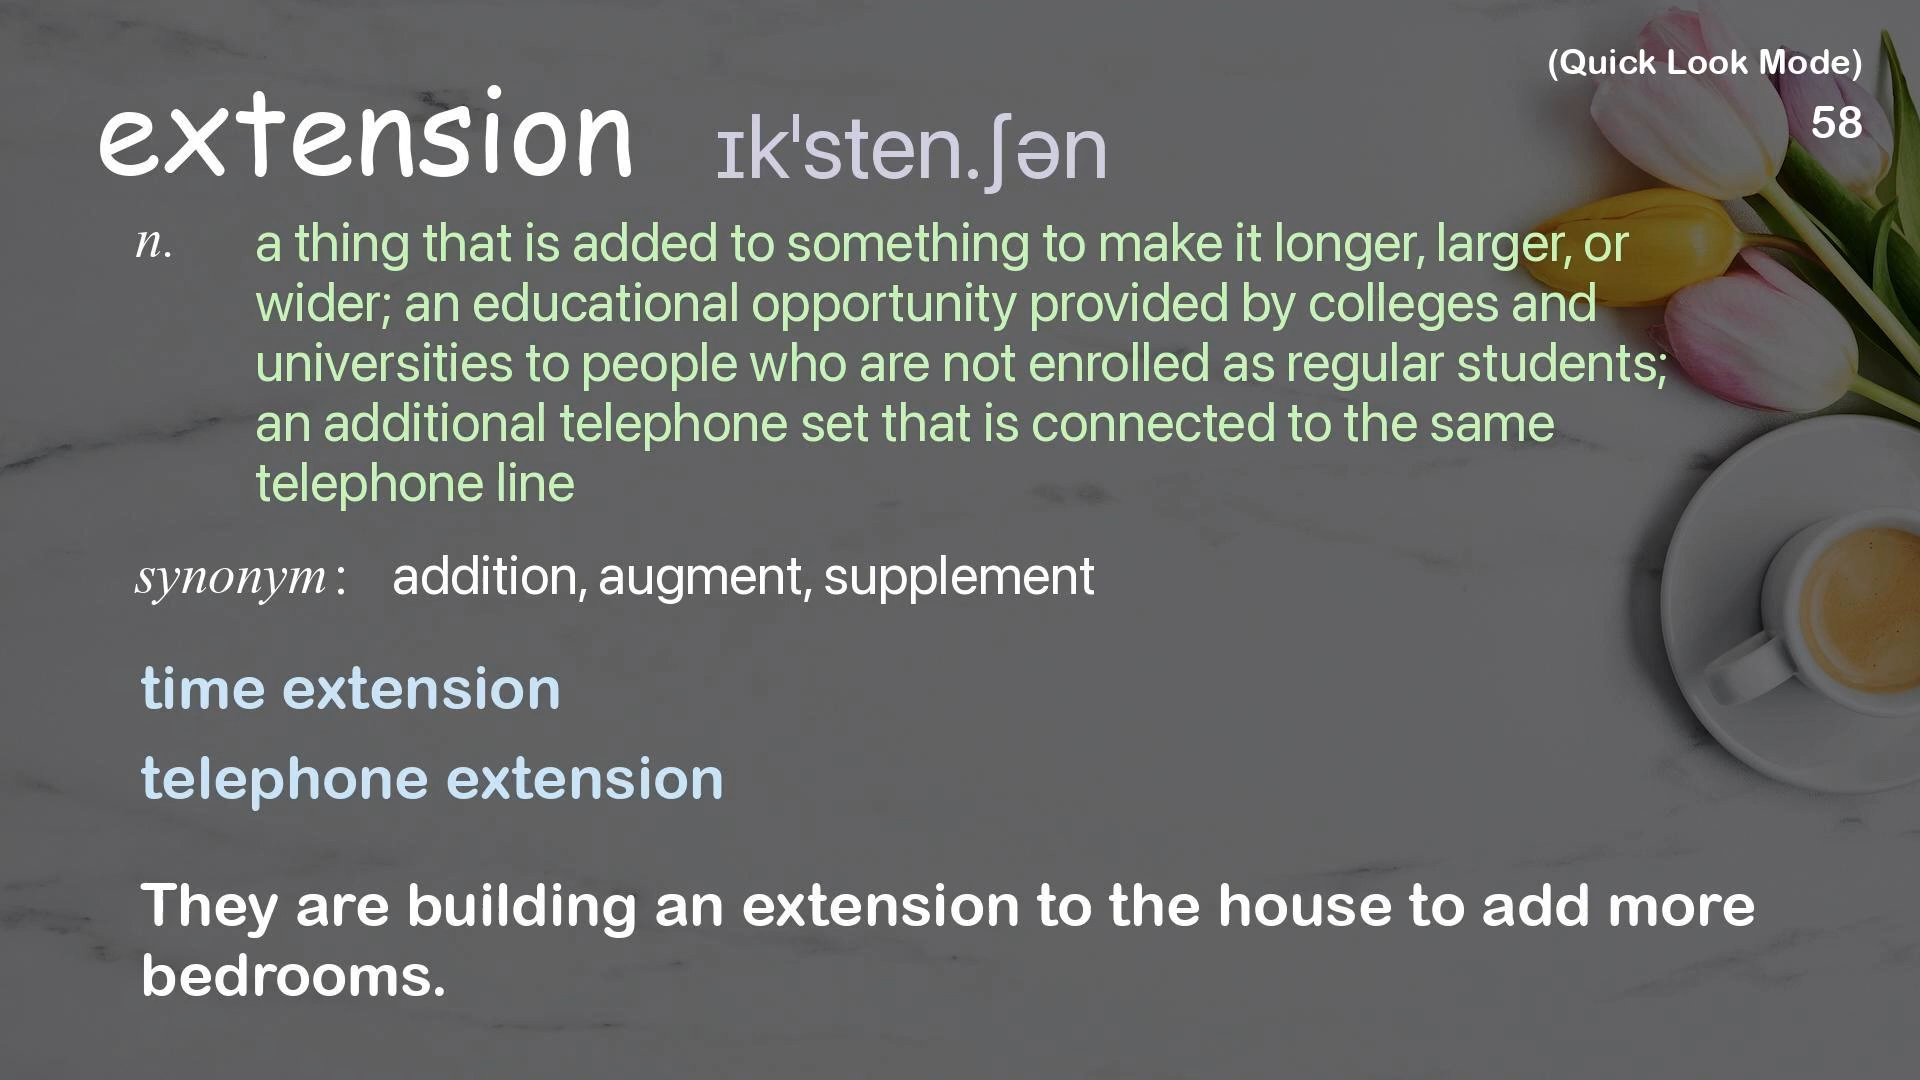 (Quick Look Mode)
58
extension ɪkˈsten.ʃən
n. a thing that is added to something to make it longer, larger, or
wider; an educational opportunity provided by colleges and
universities to people who are not enrolled as regular students;
an additional telephone set that is connected to the same
telephone line
synonym: addition, augment, supplement
time extension
telephone extension
They are building an extension to the house to add more
bedrooms.